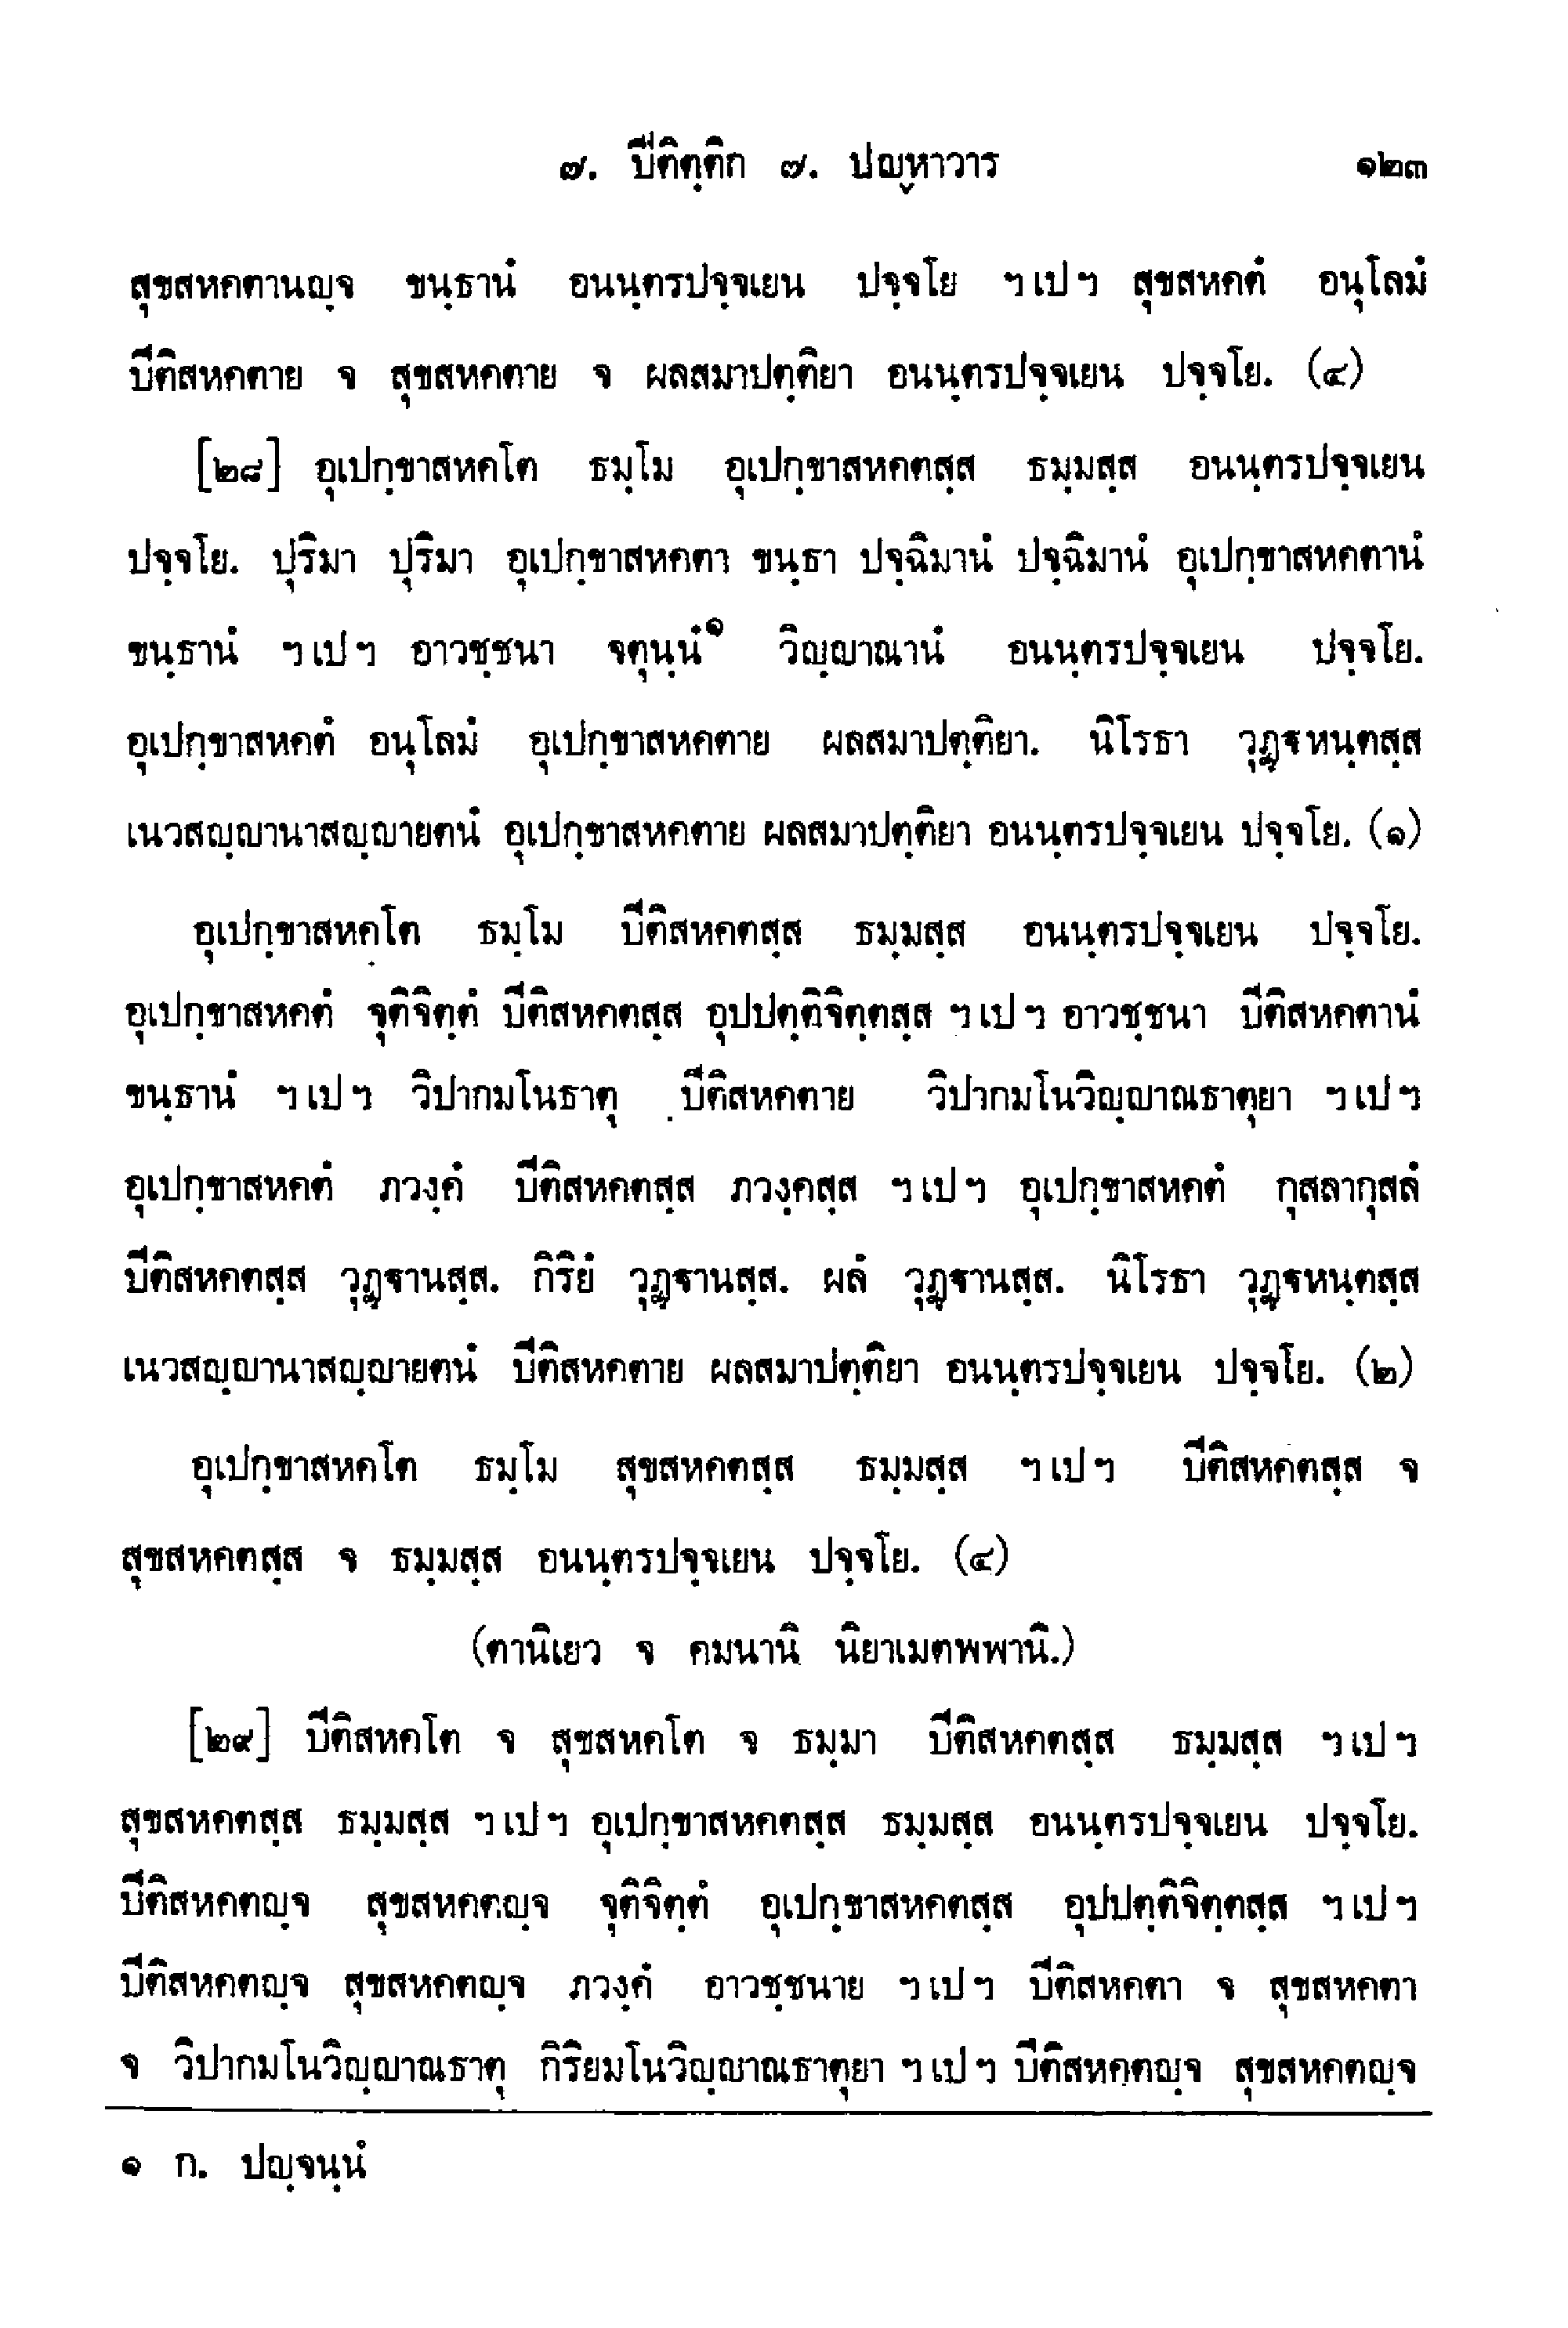 ๗. ปีติตฺติก ๗. ปญฺหาวาร ๑๒๓
สุขสหคตานญฺจ ขนฺธานํ อนนฺตรปจฺจเยน ปจฺจโย ฯเปฯ สุขสหคตํ อนุโลมํ
ปีติสหคตาย จ สุขสหคตาย จ ผลสมาปตฺติยา อนนฺตรปจฺจเยน ปจฺจโย. (๔)
[๒๘] อุเปกฺขาสหคโต ธมฺโม อุเปกฺขาสหคตสฺส ธมฺมสฺส อนนฺตรปจฺจเยน
ปจฺจโย. ปุริมา ปุริมา อุเปกฺขาสหคตา ขนฺธา ปจฺฉิมานํ ปจฺฉิมานํ อุเปกฺขาสหคตานํ
ขนฺธานํ ฯเปฯ อาวชฺชนา จตุนฺนํ๑ วิญฺญาณานํ อนนฺตรปจฺจเยน ปจฺจโย.
อุเปกฺขาสหคตํ อนุโลมํ อุเปกฺขาสหคตาย ผลสมาปตฺติยา. นิโรธา วุฏฺฐหนฺตสฺส
เนวสญฺญานาสญฺญายตนํ อุเปกฺขาสหคตาย ผลสมาปตฺติยา อนนฺตรปจฺจเยน ปจฺจโย. (๑)
อุเปกฺขาสหคโต ธมฺโม ปีติสหคตสฺส ธมฺมสฺส อนนฺตรปจฺจเยน ปจฺจโย.
อุเปกฺขาสหคตํ จุติจิตฺตํ ปีติสหคตสฺส อุปปตฺติจิตฺตสฺส ฯเปฯ อาวชฺชนา ปีติสหคตานํ
ขนฺธานํ ฯเปฯ วิปากมโนธาตุ ปีติสหคตาย วิปากมโนวิญฺญาณธาตุยา ฯเปฯ
อุเปกฺขาสหคตํ ภวงฺคํ ปีติสหคตสฺส ภวงฺคสฺส ฯเปฯ อุเปกฺขาสหคตํ กุสลากุสลํ
ปีติสหคตสฺส วุฏฺฐานสฺส. กิริยํ วุฏฺฐานสฺส. ผลํ วุฏฺฐานสฺส. นิโรธา วุฏฺฐหนฺตสฺส
เนวสญฺญานาสญฺญายตนํ ปีติสหคตาย ผลสมาปตฺติยา อนนฺตรปจฺจเยน ปจฺจโย. (๒)
อุเปกฺขาสหคโต ธมฺโม สุขสหคตสฺส ธมฺมสฺส ฯเปฯ ปีติสหคตสฺส จ
สุขสหคตสฺส จ ธมฺมสฺส อนนฺตรปจฺจเยน ปจฺจโย. (๔)
(ตานิเยว จ คมนานิ นิยาเมตพพานิ.)
[๒๙] ปีติสหคโต จ สุขสหคโต จ ธมฺมา ปีติสหคตสฺส ธมฺมสฺส ฯเปฯ
สุขสหคตสฺส ธมฺมสฺส ฯเปฯ อุเปกฺขาสหคตสฺส ธมฺมสฺส อนนฺตรปจฺจเยน ปจฺจโย.
ปีติสหคตญฺจ สุขสหคตญฺจ จุติจิตฺตํ อุเปกฺขาสหคตสฺส อุปปตฺติจิตฺตสฺส ฯเปฯ
ปีติสหคตญฺจ สุขสหคตญฺจ ภวงฺคํ อาวชฺชนาย ฯเปฯ ปีติสหคตา จ สุขสหคตา
จ วิปากมโนวิญฺญาณธาตุ กิริยมโนวิญฺญาณธาตุยา ฯเปฯ ปีติสหคตญฺจ สุขสหคตญฺจ
๑ ก. ปญฺจนฺนํ